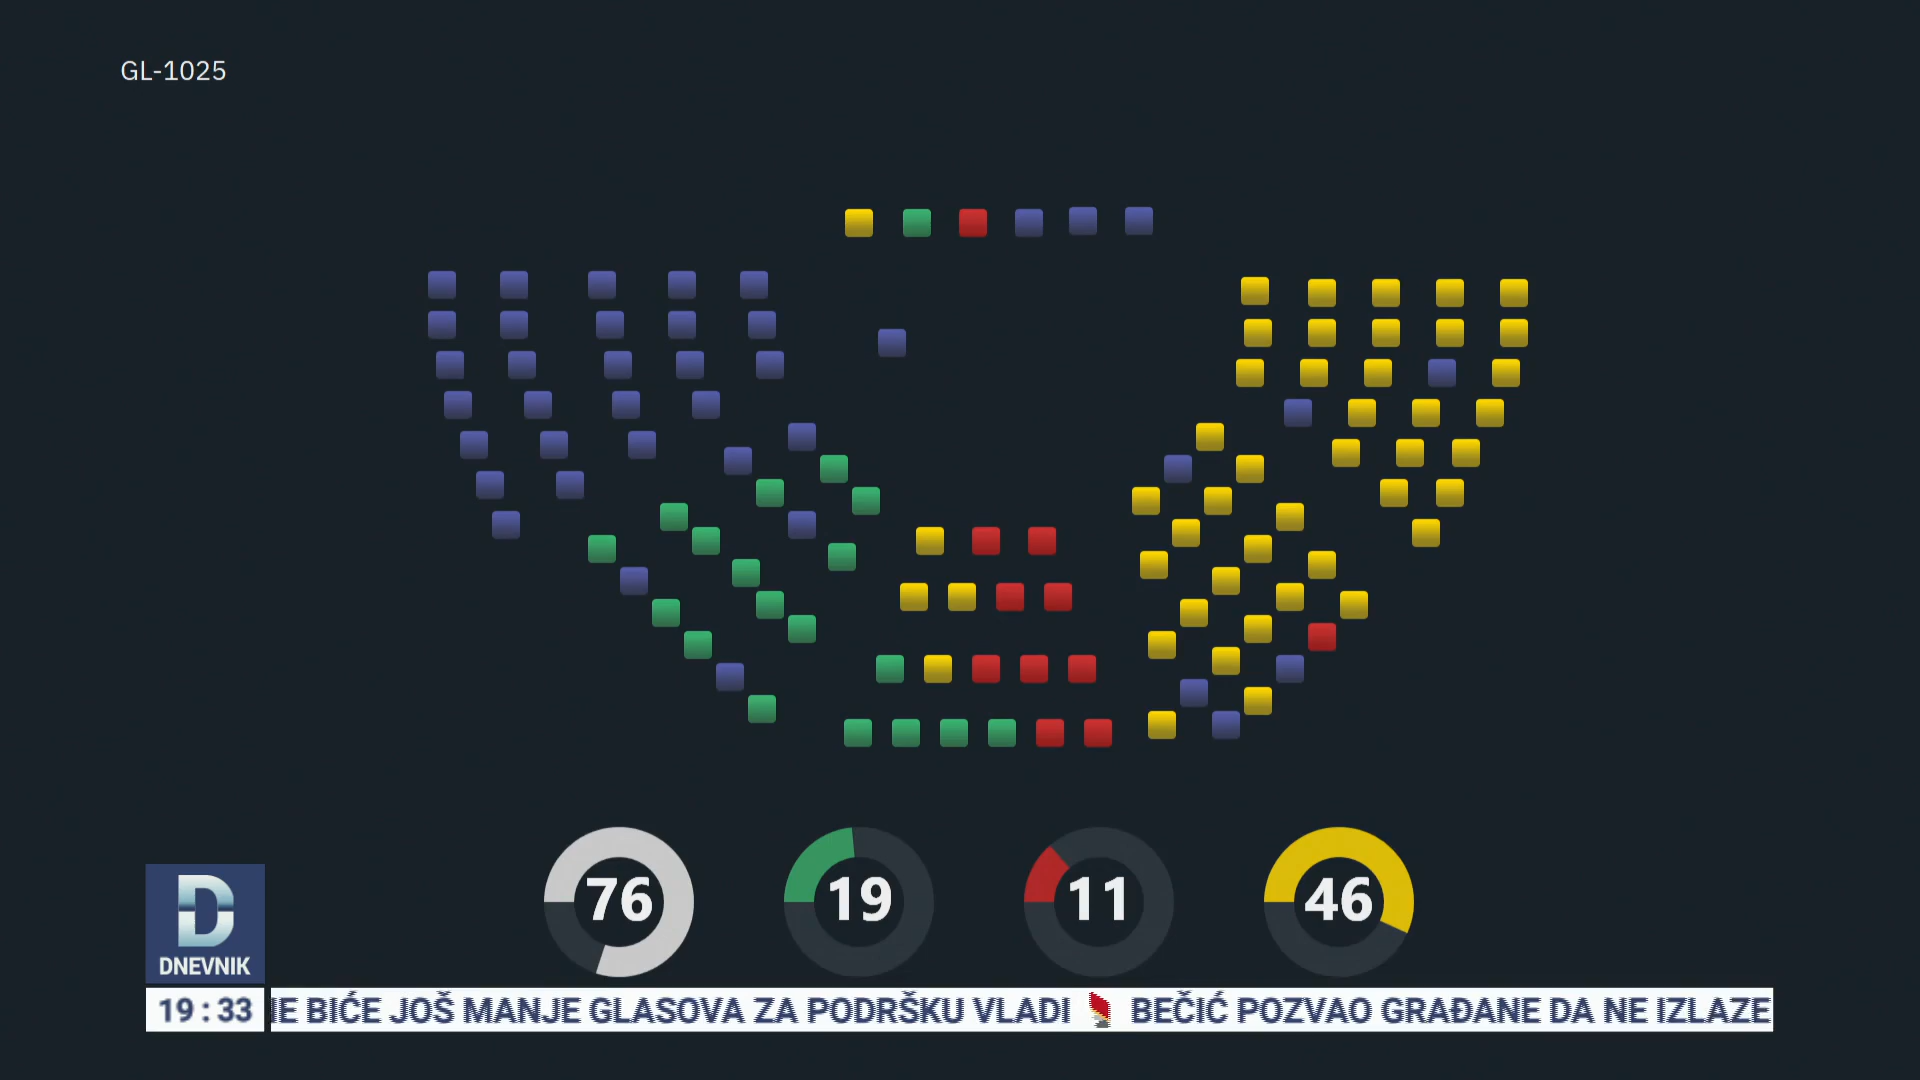 GL-1025
76 19 11 46
D
DNEVNIK
19:33 BIĆE JOŠ MANJE GLASOVA ZA PODRŠKU VLADI BEČIĆ POZVAO GRAĐANE DA NE IZLAZE